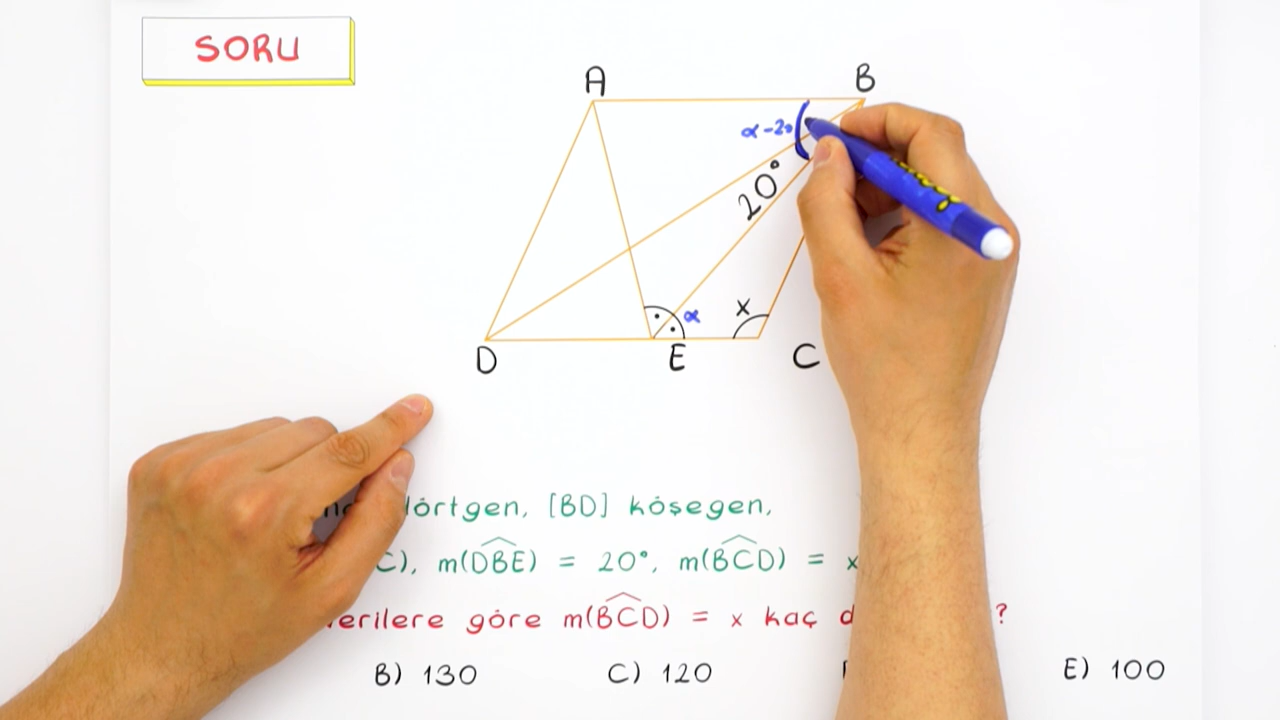 SORU
A
B
α-20
20°
α
x
D
E
C
dörtgen, [BD] köşegen,
C), m(DBE) = 20°, m(BCD) = x
verilere göre m(BCD) = x kaç
?
B) 130
C) 120
E) 100